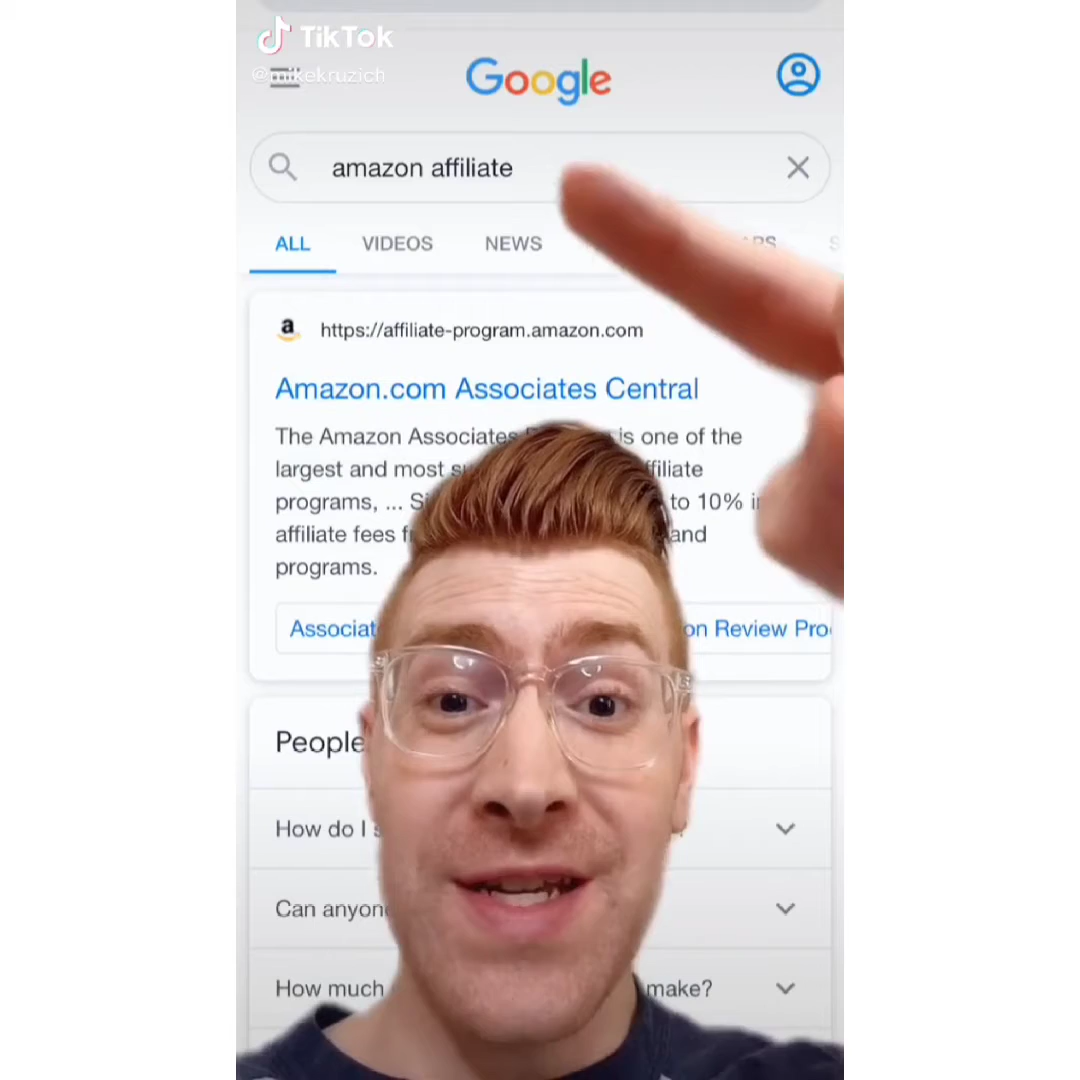 TikTok
@mikekruzich
Google
amazon affiliate
ALL VIDEOS NEWS
a https://affiliate-program.amazon.com
Amazon.com Associates Central
The Amazon Associates is one of the
largest and most
programs, ... to 10%
affiliate fees and
programs.
Associat on Review Pro
People
How do I
Can anyone
How much make?